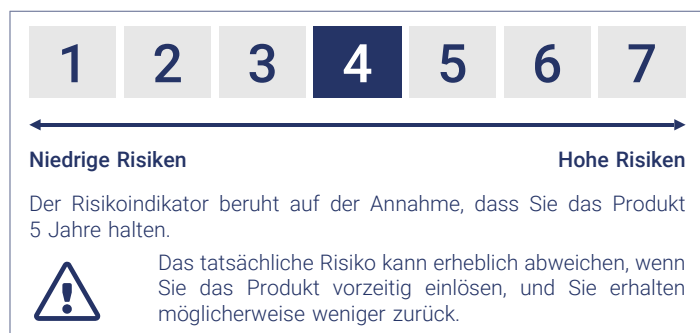 1 2 3 4 5 6 7
Niedrige Risiken Hohe Risiken
Der Risikoindikator beruht auf der Annahme, dass Sie das Produkt
5 Jahre halten.
Das tatsächliche Risiko kann erheblich abweichen, wenn
Sie das Produkt vorzeitig einlösen, und Sie erhalten
möglicherweise weniger zurück.